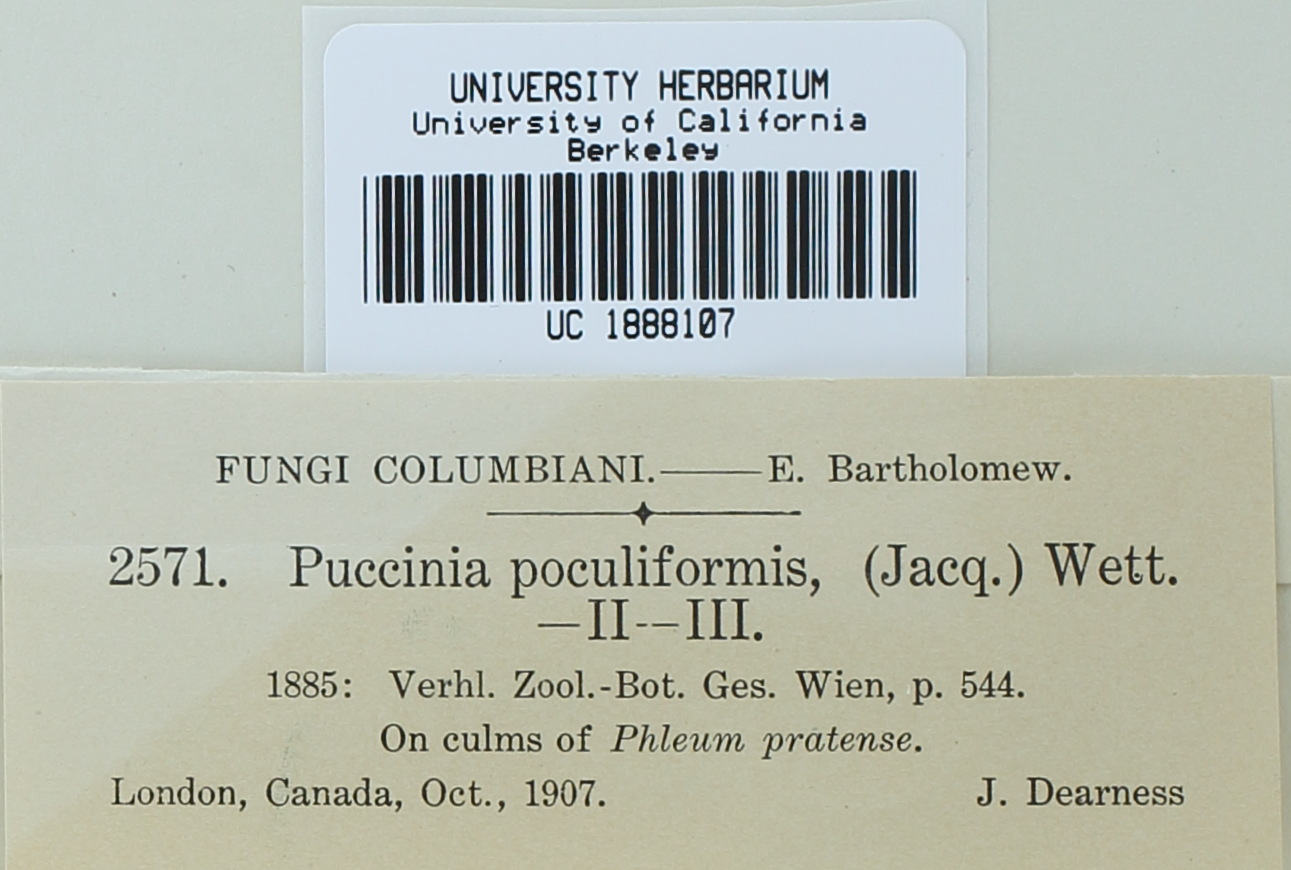 UNIVERSITY HERBARIUM
University of California
Berkeley
UC 1888107
FUNGI COLUMBIANI.——E. Bartholomew.
2571. Puccinia poculiformis, (Jacq.) Wett.
—II--III.
1885: Verhl. Zool.-Bot. Ges. Wien, p. 544.
On culms of Phleum pratense.
London, Canada, Oct., 1907. J. Dearness